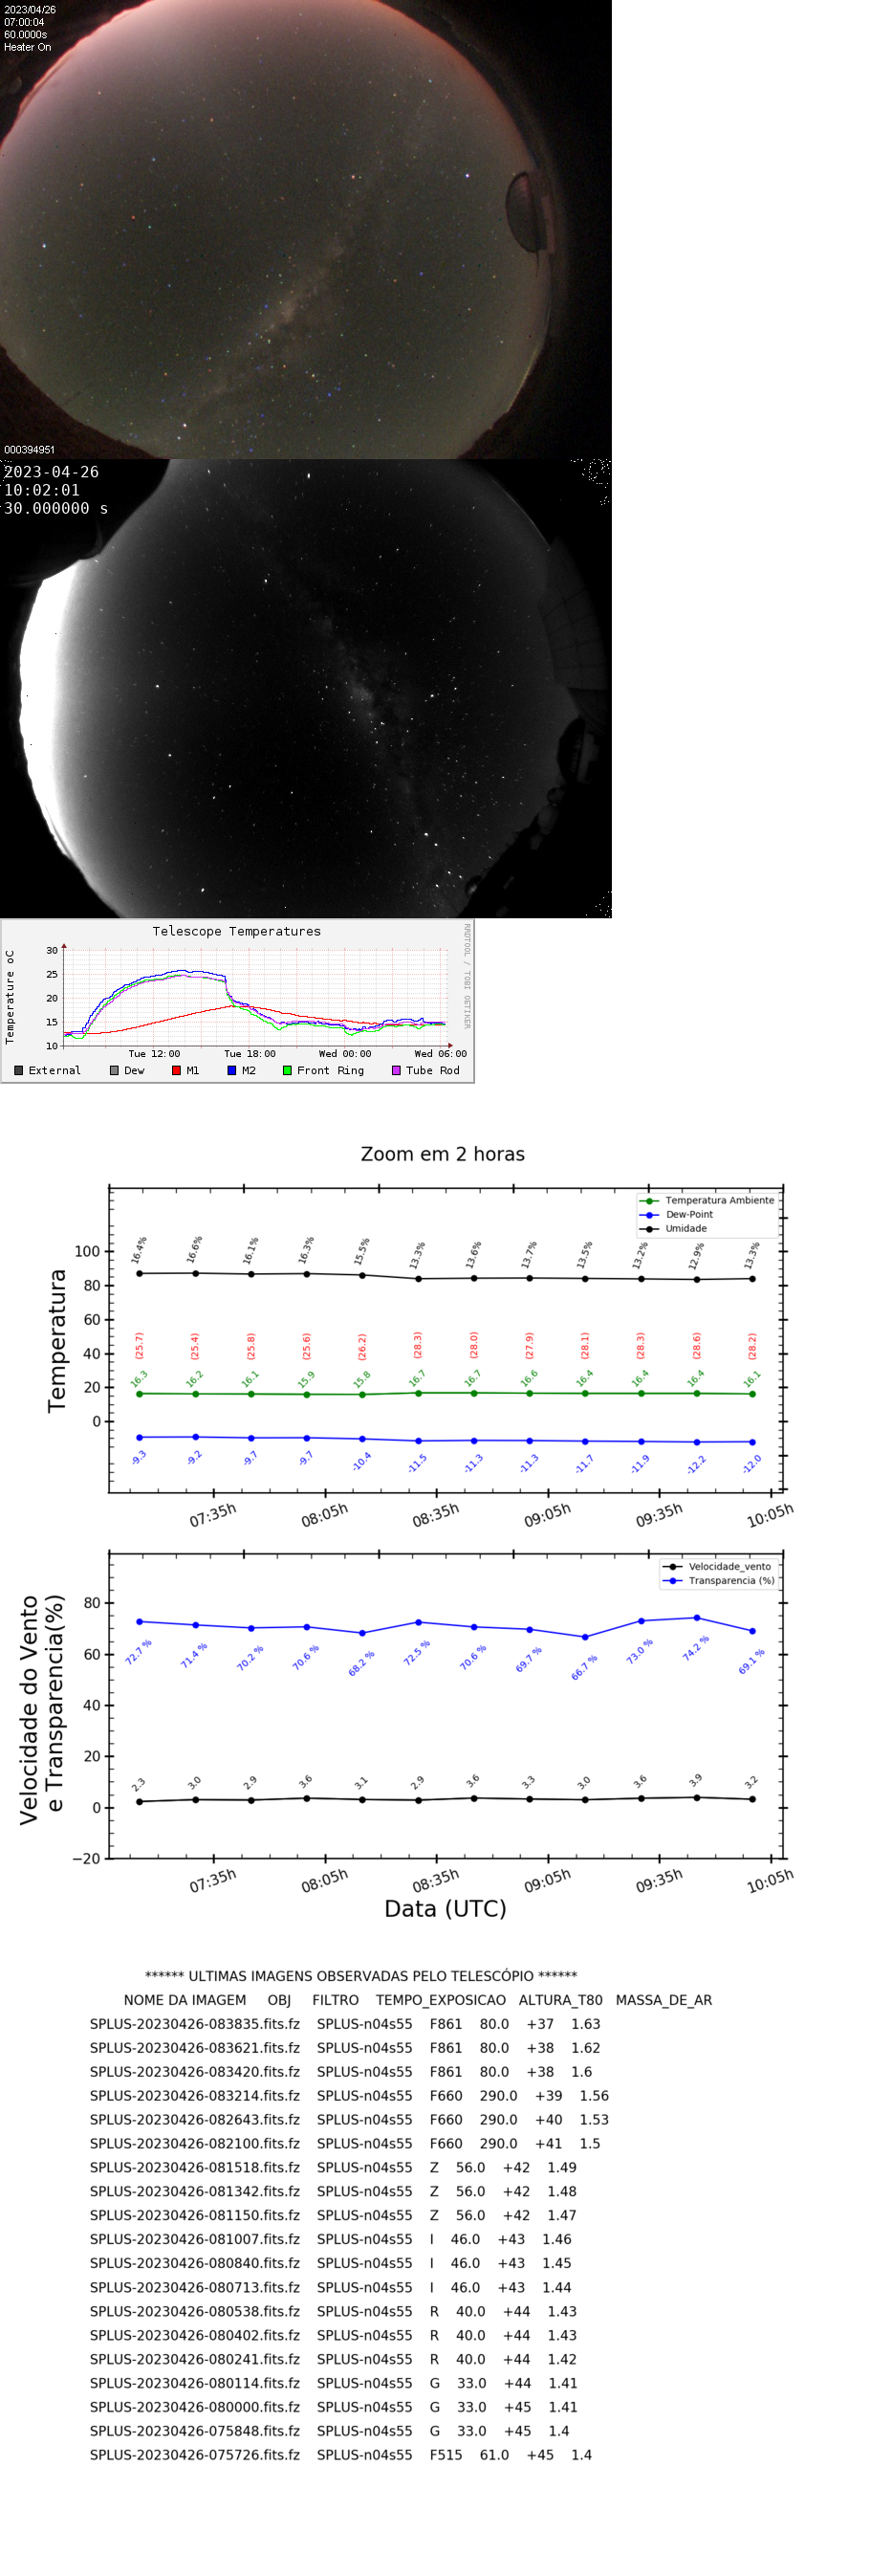 2023/04/26
07:00:04
60.0000s
Heater On
000394951
2023-04-26
10:02:01
30.000000 s
Telescope Temperatures
RRDTOOL / TOBI OETIKER
Temperature oC
30
25
20
15
10
Tue 12:00 Tue 18:00 Wed 00:00 Wed 06:00
External Dew M1 M2 Front Ring Tube Rod
Zoom em 2 horas
Temperatura Ambiente
Dew-Point
Umidade
Temperatura
100
80
60
40
20
0
16.4% 16.6% 16.1% 16.3% 15.5% 13.3% 13.6% 13.7% 13.5% 13.2% 12.9% 13.3%
(25.7) (25.4) (25.8) (25.6) (26.2) (28.3) (28.0) (27.9) (28.1) (28.3) (28.6) (28.2)
16.3 16.2 16.1 15.9 15.8 16.7 16.7 16.6 16.4 16.4 16.4 16.1
-9.3 -9.2 -9.7 -9.7 -10.4 -11.5 -11.3 -11.3 -11.7 -11.9 -12.2 -12.0
07:35h 08:05h 08:35h 09:05h 09:35h 10:05h
Velocidade_vento
Transparencia (%)
Velocidade do Vento
e Transparencia(%)
80
60
40
20
0
−20
72.7 % 71.4 % 70.2 % 70.6 % 68.2 % 72.5 % 70.6 % 69.7 % 66.7 % 73.0 % 74.2 % 69.1 %
2.3 3.0 2.9 3.6 3.1 2.9 3.6 3.3 3.0 3.6 3.9 3.2
07:35h 08:05h 08:35h 09:05h 09:35h 10:05h
Data (UTC)
****** ULTIMAS IMAGENS OBSERVADAS PELO TELESCÓPIO ******
NOME DA IMAGEM OBJ FILTRO TEMPO_EXPOSICAO ALTURA_T80 MASSA_DE_AR
SPLUS-20230426-083835.fits.fz SPLUS-n04s55 F861 80.0 +37 1.63
SPLUS-20230426-083621.fits.fz SPLUS-n04s55 F861 80.0 +38 1.62
SPLUS-20230426-083420.fits.fz SPLUS-n04s55 F861 80.0 +38 1.6
SPLUS-20230426-083214.fits.fz SPLUS-n04s55 F660 290.0 +39 1.56
SPLUS-20230426-082643.fits.fz SPLUS-n04s55 F660 290.0 +40 1.53
SPLUS-20230426-082100.fits.fz SPLUS-n04s55 F660 290.0 +41 1.5
SPLUS-20230426-081518.fits.fz SPLUS-n04s55 Z 56.0 +42 1.49
SPLUS-20230426-081342.fits.fz SPLUS-n04s55 Z 56.0 +42 1.48
SPLUS-20230426-081150.fits.fz SPLUS-n04s55 Z 56.0 +42 1.47
SPLUS-20230426-081007.fits.fz SPLUS-n04s55 I 46.0 +43 1.46
SPLUS-20230426-080840.fits.fz SPLUS-n04s55 I 46.0 +43 1.45
SPLUS-20230426-080713.fits.fz SPLUS-n04s55 I 46.0 +43 1.44
SPLUS-20230426-080538.fits.fz SPLUS-n04s55 R 40.0 +44 1.43
SPLUS-20230426-080402.fits.fz SPLUS-n04s55 R 40.0 +44 1.43
SPLUS-20230426-080241.fits.fz SPLUS-n04s55 R 40.0 +44 1.42
SPLUS-20230426-080114.fits.fz SPLUS-n04s55 G 33.0 +44 1.41
SPLUS-20230426-080000.fits.fz SPLUS-n04s55 G 33.0 +45 1.41
SPLUS-20230426-075848.fits.fz SPLUS-n04s55 G 33.0 +45 1.4
SPLUS-20230426-075726.fits.fz SPLUS-n04s55 F515 61.0 +45 1.4